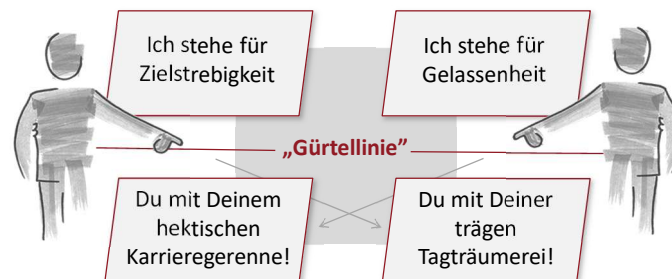 Ich stehe für
Zielstrebigkeit
Ich stehe für
Gelassenheit
„Gürtellinie”
Du mit Deinem
hektischen
Karrieregerenne!
Du mit Deiner
trägen
Tagträumerei!